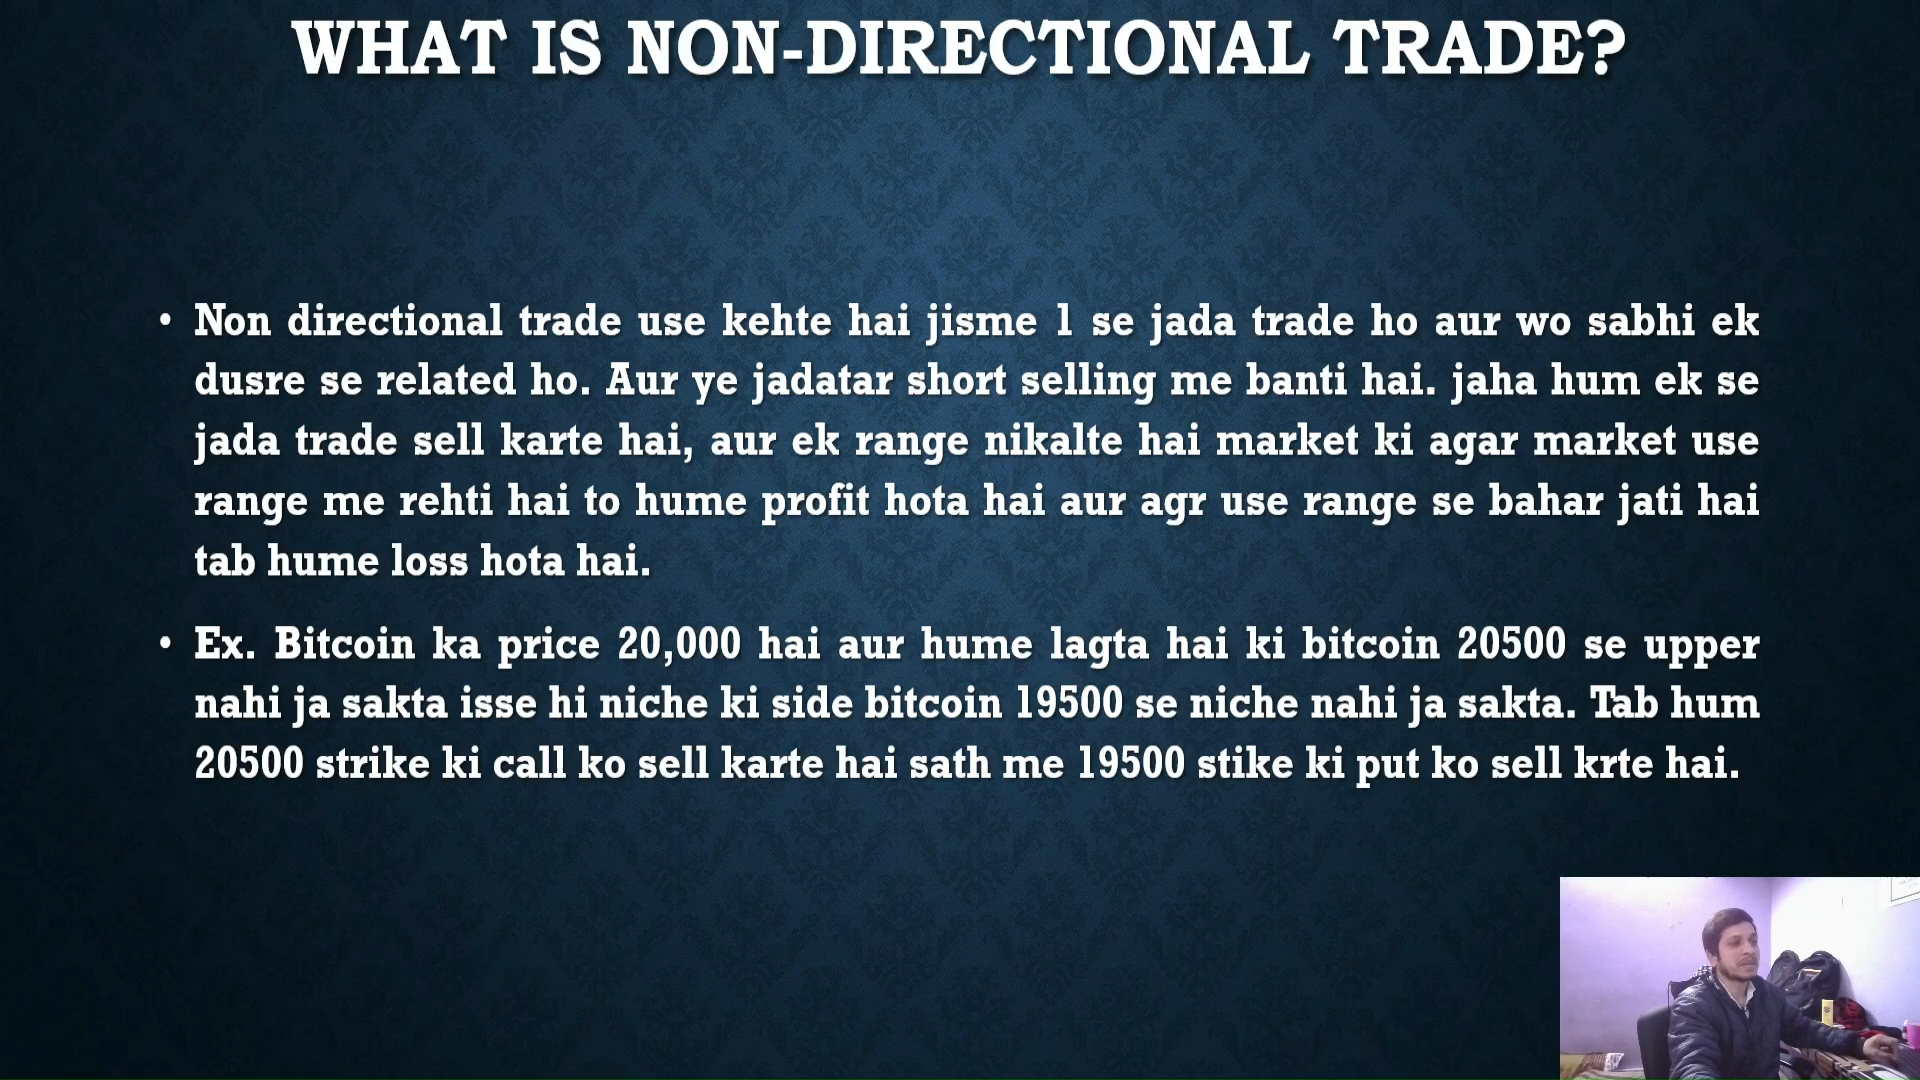 WHAT IS NON-DIRECTIONAL TRADE?
• Non directional trade use kehte hai jisme 1 se jada trade ho aur wo sabhi ek
dusre se related ho. Aur ye jadatar short selling me banti hai. jaha hum ek se
jada trade sell karte hai, aur ek range nikalte hai market ki agar market use
range me rehti hai to hume profit hota hai aur agr use range se bahar jati hai
tab hume loss hota hai.
• Ex. Bitcoin ka price 20,000 hai aur hume lagta hai ki bitcoin 20500 se upper
nahi ja sakta isse hi niche ki side bitcoin 19500 se niche nahi ja sakta. Tab hum
20500 strike ki call ko sell karte hai sath me 19500 stike ki put ko sell krte hai.